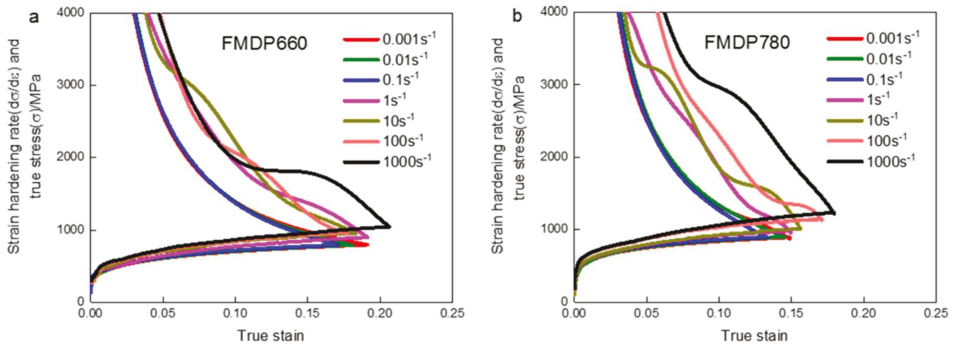 a
FMDP660
Strain hardening rate(dσ/dε) and
true stress(σ)/MPa
4000
3000
2000
1000
0
0.001s⁻¹
0.01s⁻¹
0.1s⁻¹
1s⁻¹
10s⁻¹
100s⁻¹
1000s⁻¹
0.00 0.05 0.10 0.15 0.20 0.25
True stain
b
FMDP780
Strain hardening rate(dσ/dε) and
true stress(σ)/MPa
4000
3000
2000
1000
0
0.001s⁻¹
0.01s⁻¹
0.1s⁻¹
1s⁻¹
10s⁻¹
100s⁻¹
1000s⁻¹
0.00 0.05 0.10 0.15 0.20 0.25
True stain